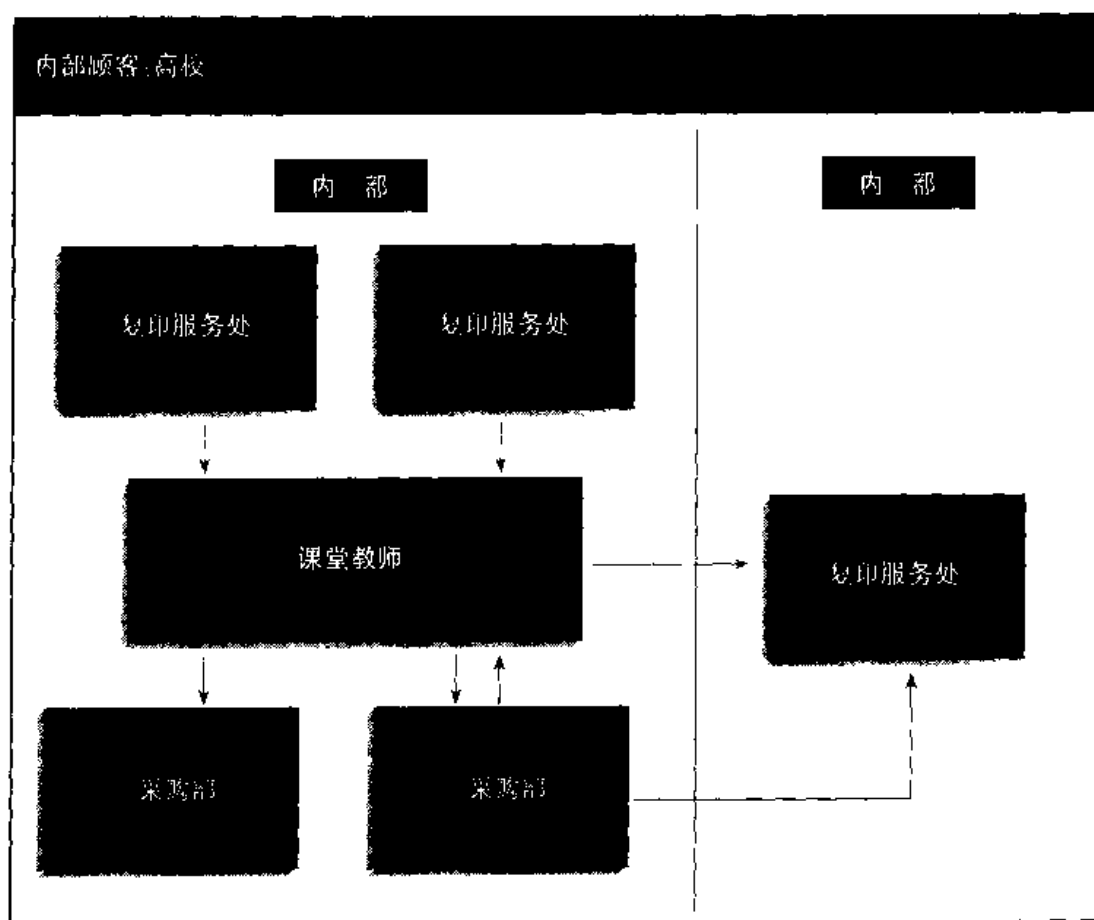 内部顾客:高校
内 部
内 部
复印服务处
复印服务处
课堂教师
复印服务处
采购部
采购部